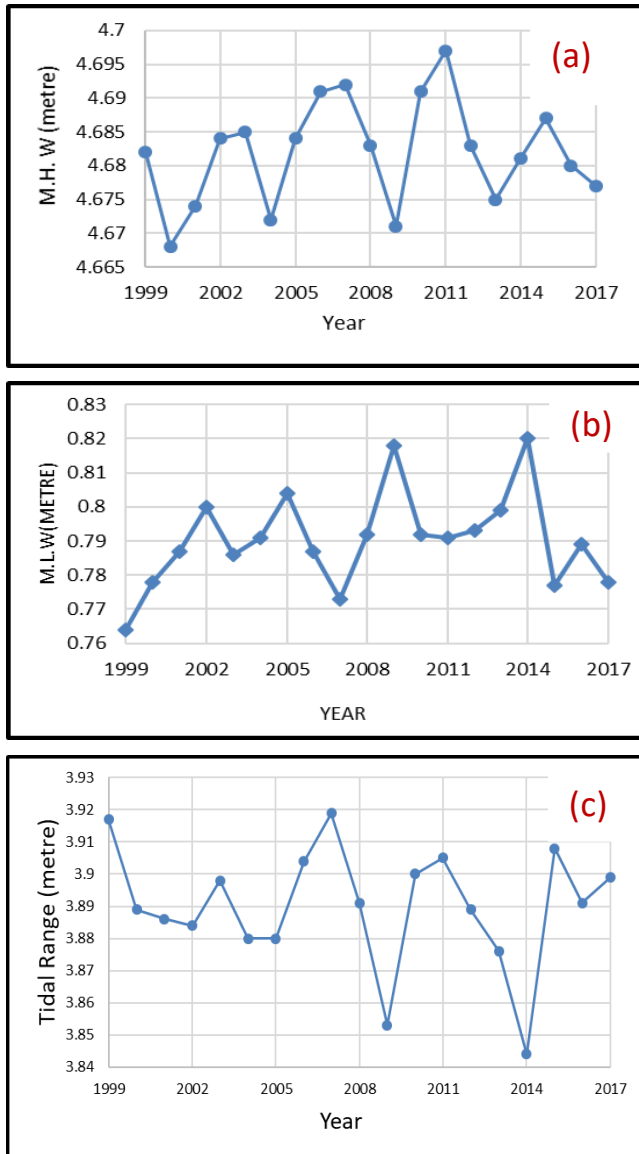 (a)
M.H. W (metre)
4.7
4.695
4.69
4.685
4.68
4.675
4.67
4.665
1999 2002 2005 2008 2011 2014 2017
Year
(b)
M.L.W(METRE)
0.83
0.82
0.81
0.8
0.79
0.78
0.77
0.76
1999 2002 2005 2008 2011 2014 2017
YEAR
(c)
Tidal Range (metre)
3.93
3.92
3.91
3.9
3.89
3.88
3.87
3.86
3.85
3.84
1999 2002 2005 2008 2011 2014 2017
Year